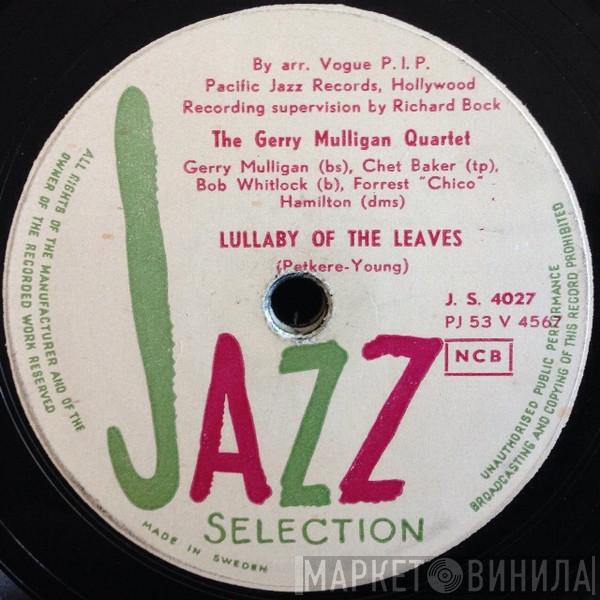 By arr. Vogue P.I.P.
Pacific Jazz Records, Hollywood
Recording supervision by Richard Bock
The Gerry Mulligan Quartet
Gerry Mulligan (bs), Chet Baker (tp),
Bob Whitlock (b), Forrest "Chico"
Hamilton (dms)
LULLABY OF THE LEAVES
(Petkere-Young)
J. S. 4027
PJ 53 V 4567
NCB
JAZZ
SELECTION
ALL RIGHTS OF THE MANUFACTURER AND OF THE
OWNER OF THE RECORDED WORK RESERVED
UNAUTHORISED PUBLIC PERFORMANCE
BROADCASTING AND COPYING OF THIS RECORD PROHIBITED
MADE IN SWEDEN
МАРКЕТ ВИНИЛА